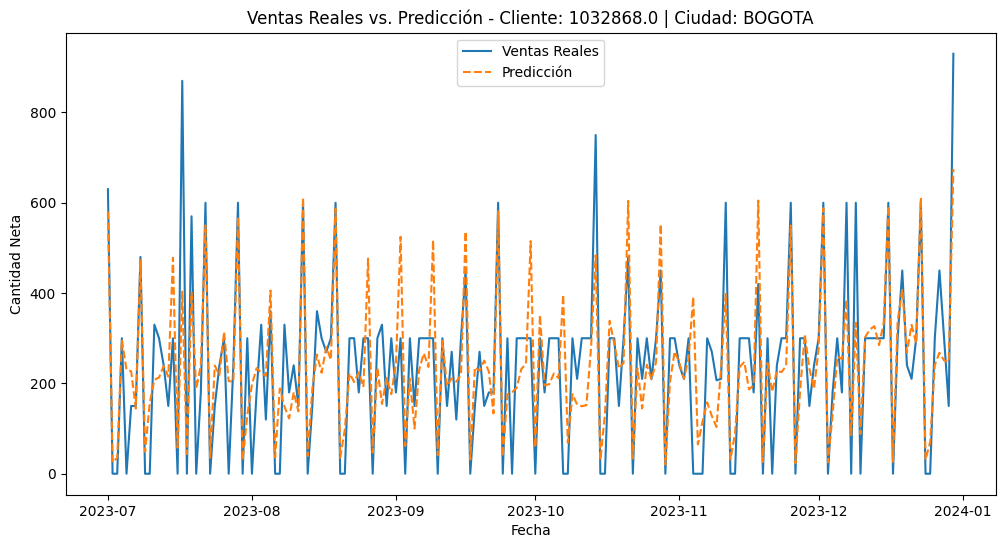 Ventas Reales vs. Predicción - Cliente: 1032868.0 | Ciudad: BOGOTA
Ventas Reales
Predicción
Cantidad Neta
800
600
400
200
0
2023-07
2023-08
2023-09
2023-10
2023-11
2023-12
2024-01
Fecha